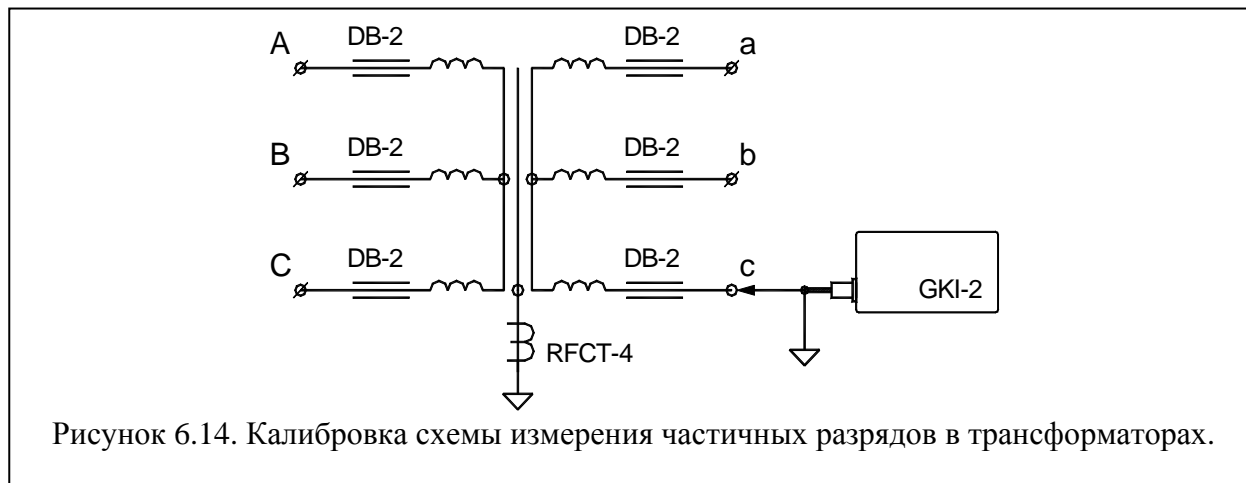 A DB-2 DB-2 a
B DB-2 DB-2 b
C DB-2 DB-2 c
GKI-2
RFCT-4
Рисунок 6.14. Калибровка схемы измерения частичных разрядов в трансформаторах.